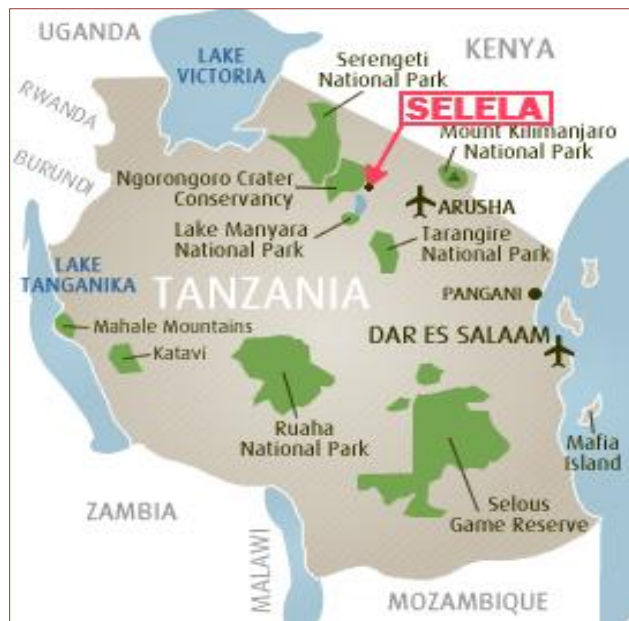 UGANDA
LAKE
VICTORIA
Serengeti
National Park
KENYA
RWANDA
SELELA
Mount Kilimanjaro
National Park
BURUNDI
Ngorongoro Crater
Conservancy
ARUSHA
Lake Manyara
National Park
Tarangire
National Park
LAKE
TANGANIKA
TANZANIA
PANGANI
Mahale Mountains
Katavi
DAR ES SALAAM
Ruaha
National Park
Mafia
Island
Selous
Game Reserve
ZAMBIA
MALAWI
MOZAMBIQUE